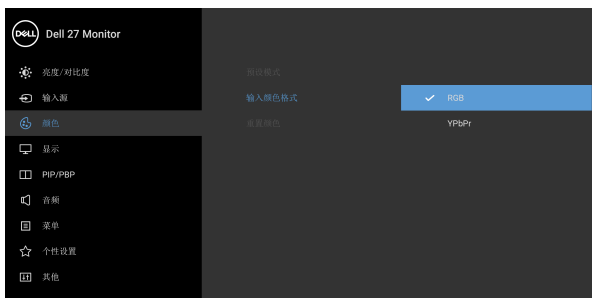 DELL
Dell 27 Monitor
亮度/对比度
输入源
颜色
显示
PIP/PBP
音频
菜单
个性设置
其他
预设模式
输入颜色格式
重置颜色
RGB
YPbPr